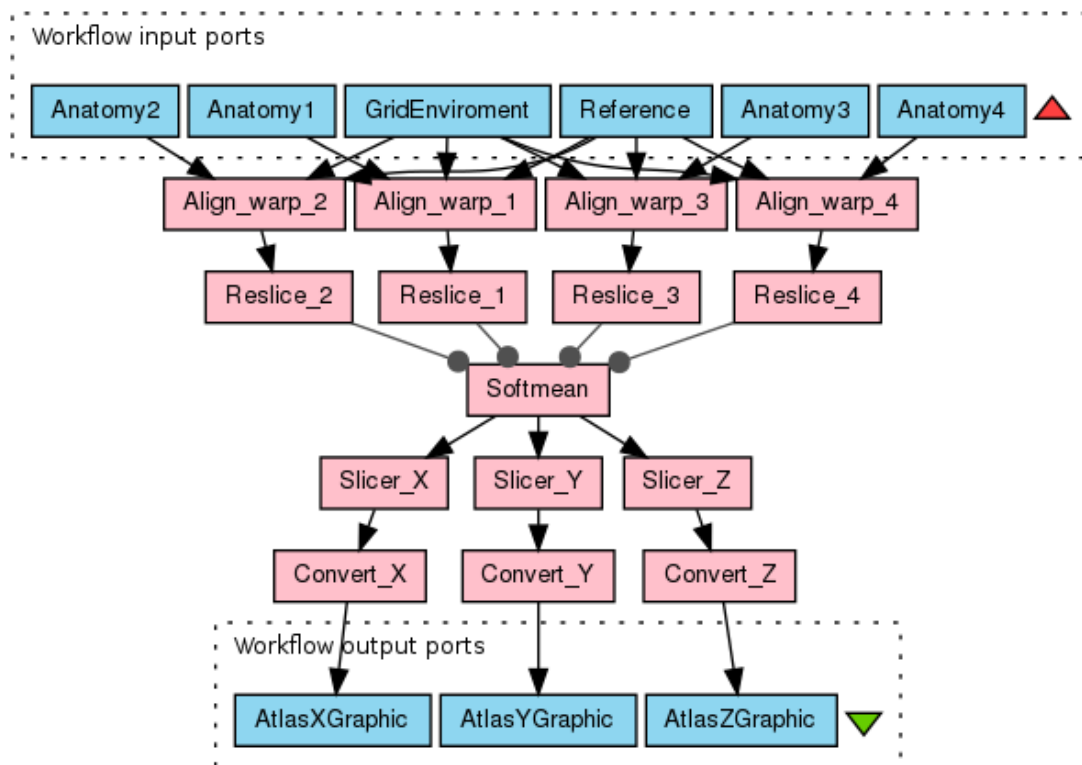 Workflow input ports
Anatomy2 Anatomy1 GridEnviroment Reference Anatomy3 Anatomy4
Align_warp_2 Align_warp_1 Align_warp_3 Align_warp_4
Reslice_2 Reslice_1 Reslice_3 Reslice_4
Softmean
Slicer_X Slicer_Y Slicer_Z
Convert_X Convert_Y Convert_Z
Workflow output ports
AtlasXGraphic AtlasYGraphic AtlasZGraphic